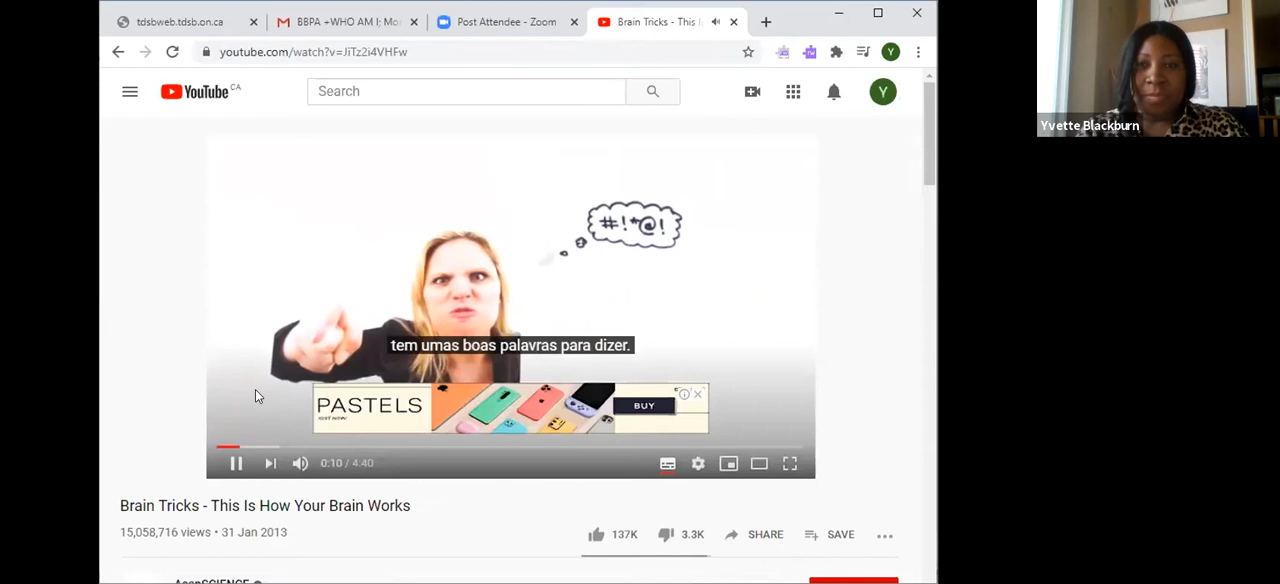 tdsbweb.tdsb.on.ca
BBPA +WHO AM I; Mo
Post Attendee - Zoom
Brain Tricks - This I
youtube.com/watch?v=JiTz2i4VHFw
Y
YouTube CA
Search
Y
Yvette Blackburn
#!*@!
tem umas boas palavras para dizer.
PASTELS
BUY
0:10 / 4:40
Brain Tricks - This Is How Your Brain Works
15,058,716 views • 31 Jan 2013
137K
3.3K
SHARE
SAVE